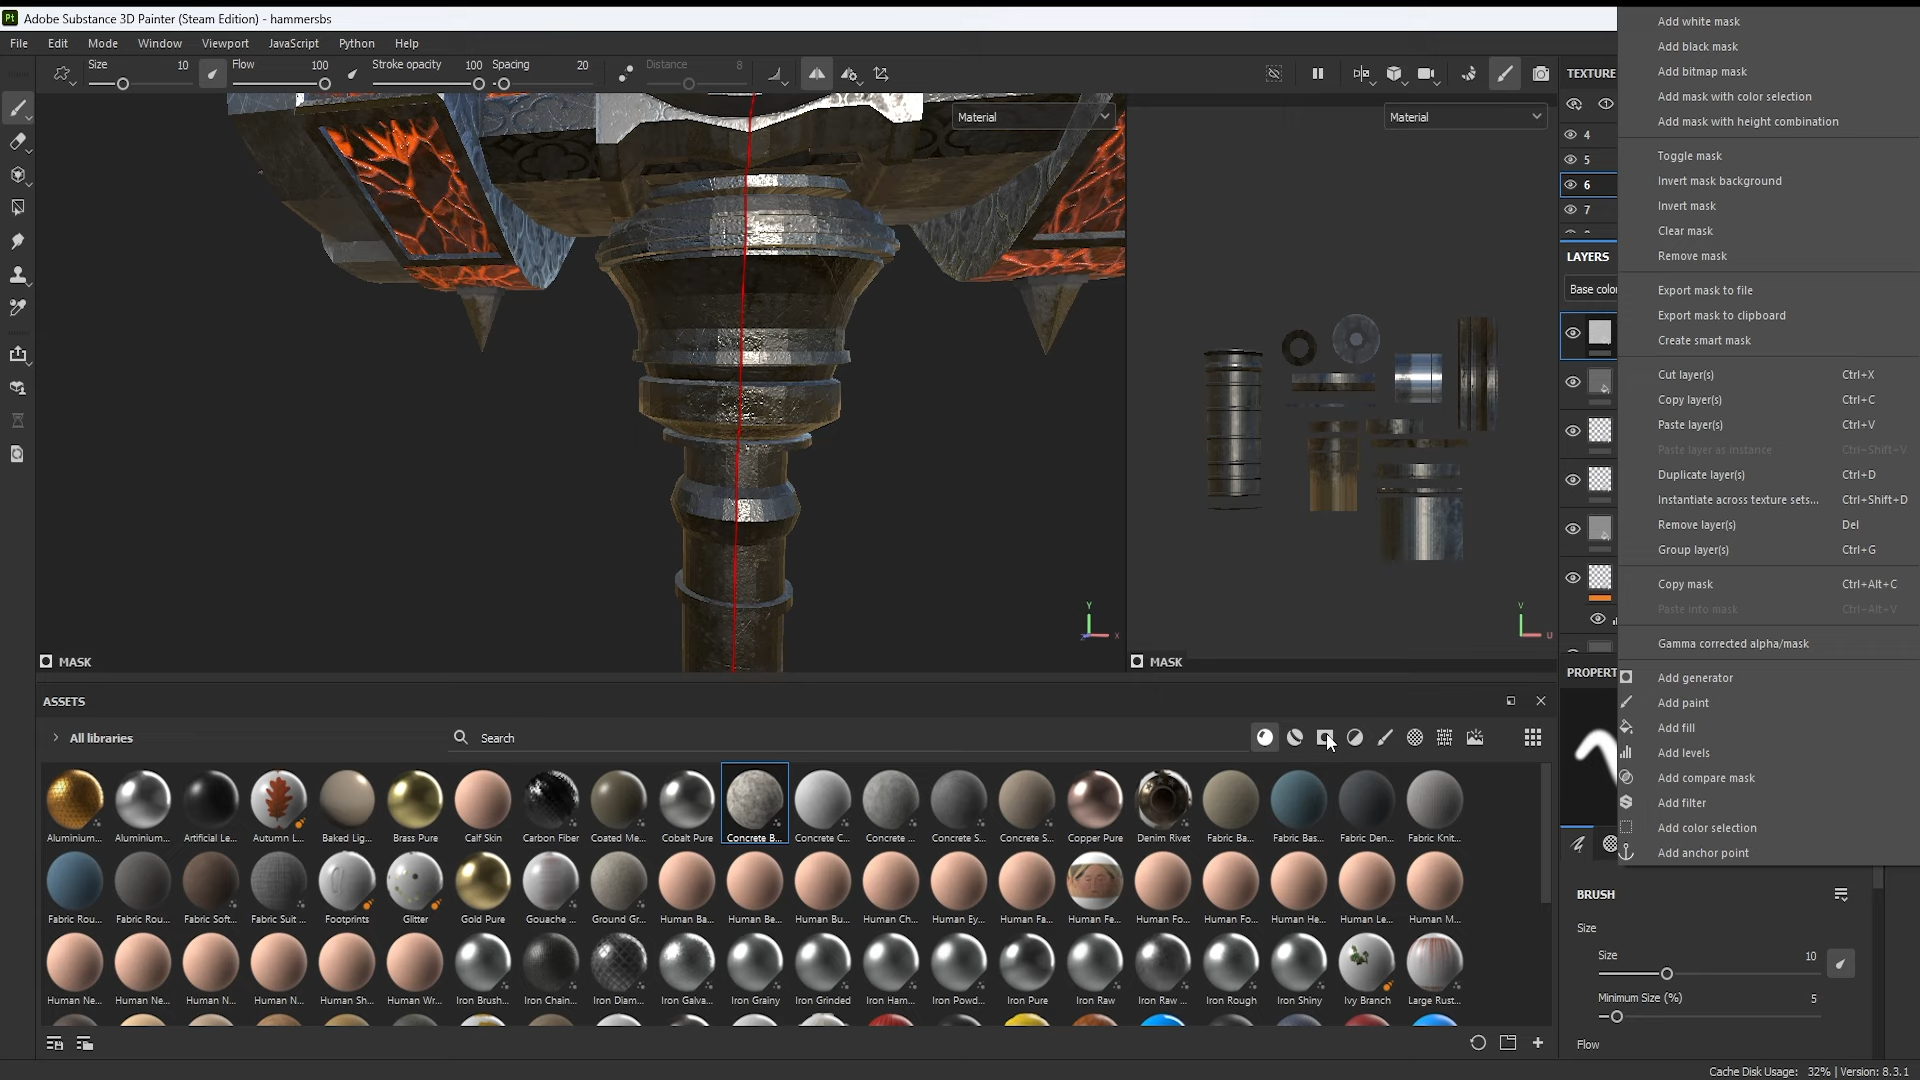 Pt Adobe Substance 3D Painter (Steam Edition) - hammersbs
File Edit Mode Window Viewport JavaScript Python Help
Size 10 Flow 100 Stroke opacity 100 Spacing 20 Distance 8
Material
Material
MASK
MASK
Y
X
V
U
TEXTURE
4
5
6
7
LAYERS
Base colo
PROPERT
Add white mask
Add black mask
Add bitmap mask
Add mask with color selection
Add mask with height combination
Toggle mask
Invert mask background
Invert mask
Clear mask
Remove mask
Export mask to file
Export mask to clipboard
Create smart mask
Cut layer(s) Ctrl+X
Copy layer(s) Ctrl+C
Paste layer(s) Ctrl+V
Paste layer as instance Ctrl+Shift+V
Duplicate layer(s) Ctrl+D
Instantiate across texture sets... Ctrl+Shift+D
Remove layer(s) Del
Group layer(s) Ctrl+G
Copy mask Ctrl+Alt+C
Paste into mask Ctrl+Alt+V
Gamma corrected alpha/mask
Add generator
Add paint
Add fill
Add levels
Add compare mask
Add filter
Add color selection
Add anchor point
ASSETS
All libraries Search
Aluminium... Aluminium... Artificial Le... Autumn L... Baked Lig... Brass Pure Calf Skin Carbon Fiber Coated Me... Cobalt Pure Concrete B... Concrete C... Concrete ... Concrete S... Concrete S... Copper Pure Denim Rivet Fabric Ba... Fabric Bas... Fabric Den... Fabric Knit...
Fabric Rou... Fabric Rou... Fabric Soft... Fabric Suit ... Footprints Glitter Gold Pure Gouache ... Ground Gr... Human Ba... Human Be... Human Bu... Human Ch... Human Ey... Human Fa... Human Fe... Human Fo... Human Fo... Human He... Human Le... Human M...
Human Ne... Human Ne... Human N... Human N... Human Sh... Human Wr... Iron Brush... Iron Chain... Iron Diam... Iron Galva... Iron Grainy Iron Grinded Iron Ham... Iron Powd... Iron Pure Iron Raw Iron Raw ... Iron Rough Iron Shiny Ivy Branch Large Rust...
BRUSH
Size
Size 10
Minimum Size (%) 5
Flow
Cache Disk Usage: 32% | Version: 8.3.1